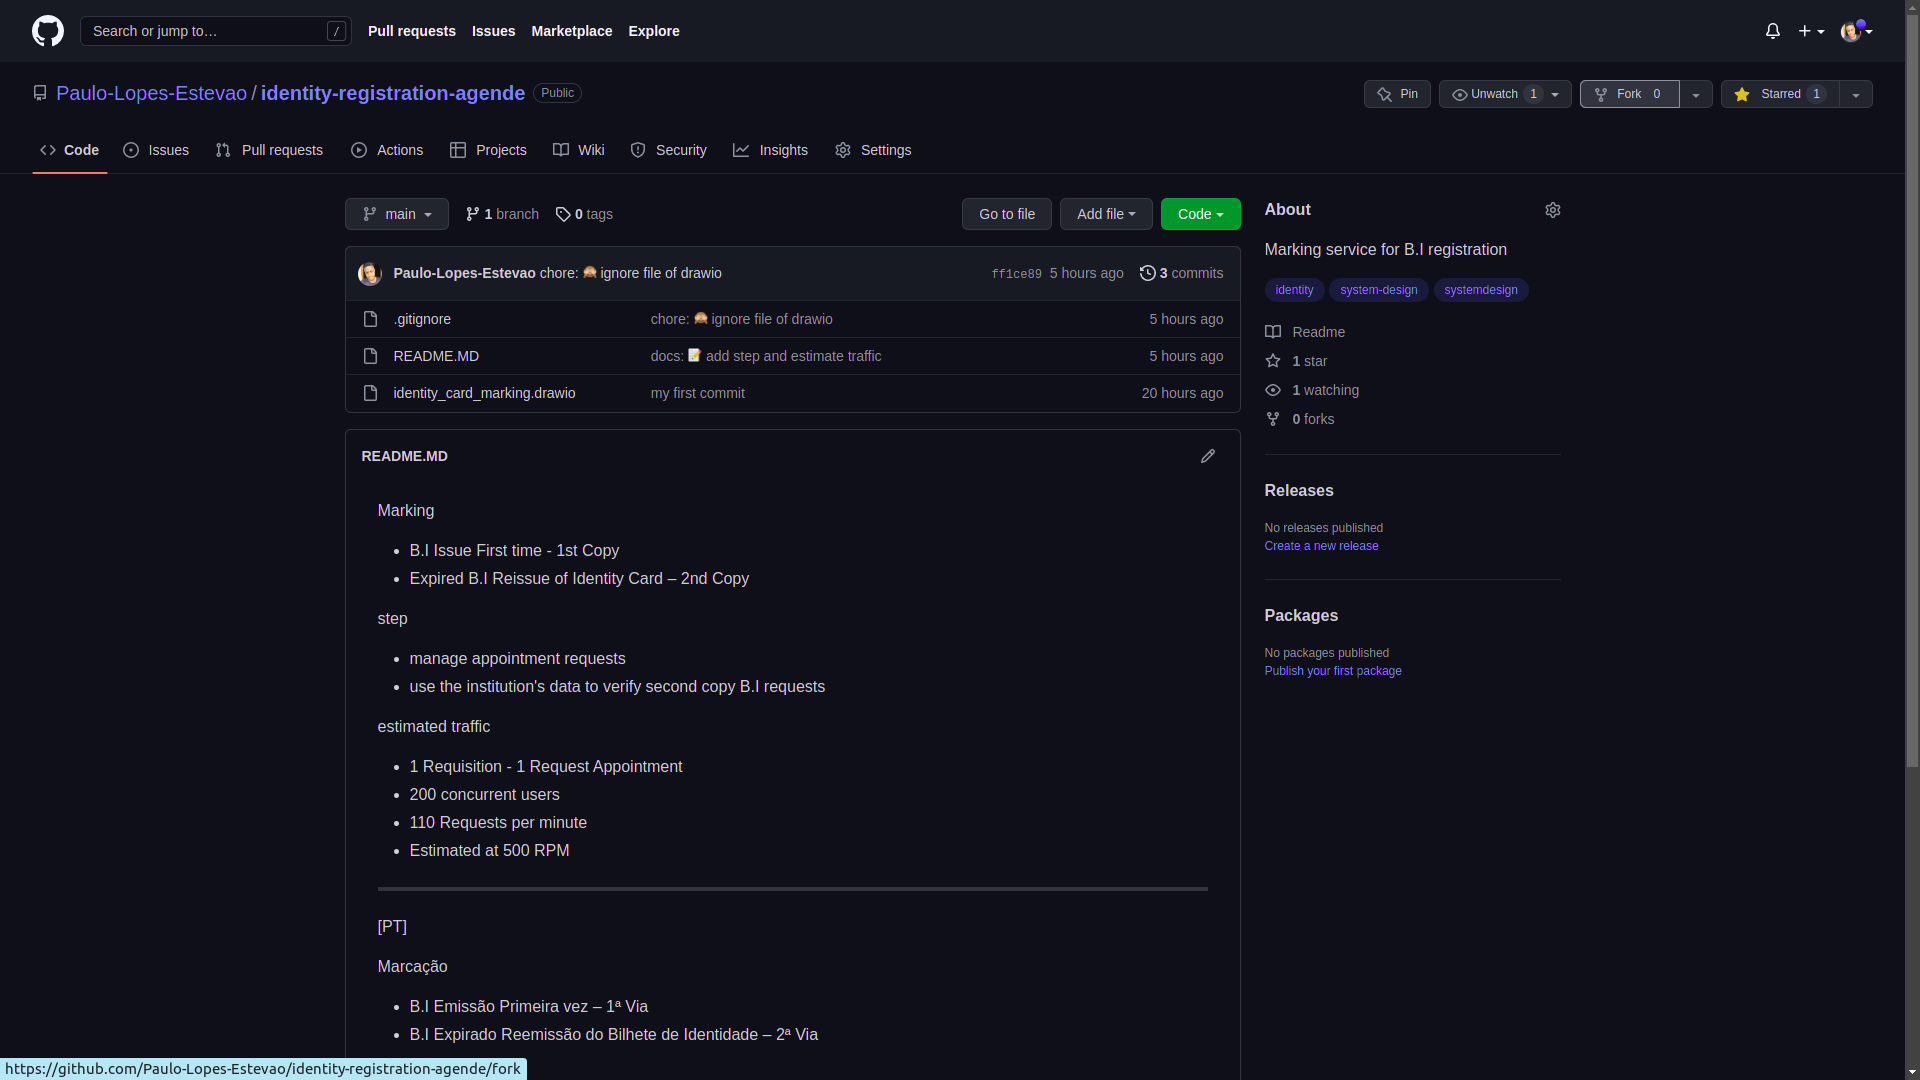 Search or jump to… /
Pull requests Issues Marketplace Explore
Paulo-Lopes-Estevao / identity-registration-agende Public
Pin Unwatch 1 Fork 0 Starred 1
Code Issues Pull requests Actions Projects Wiki Security Insights Settings
main 1 branch 0 tags Go to file Add file Code
Paulo-Lopes-Estevao chore: 🙈 ignore file of drawio ff1ce89 5 hours ago 3 commits
.gitignore chore: 🙈 ignore file of drawio 5 hours ago
README.MD docs: 📝 add step and estimate traffic 5 hours ago
identity_card_marking.drawio my first commit 20 hours ago
README.MD
Marking
• B.I Issue First time - 1st Copy
• Expired B.I Reissue of Identity Card – 2nd Copy
step
• manage appointment requests
• use the institution's data to verify second copy B.I requests
estimated traffic
• 1 Requisition - 1 Request Appointment
• 200 concurrent users
• 110 Requests per minute
• Estimated at 500 RPM
[PT]
Marcação
• B.I Emissão Primeira vez – 1ª Via
• B.I Expirado Reemissão do Bilhete de Identidade – 2ª Via
About
Marking service for B.I registration
identity system-design systemdesign
Readme
1 star
1 watching
0 forks
Releases
No releases published
Create a new release
Packages
No packages published
Publish your first package
https://github.com/Paulo-Lopes-Estevao/identity-registration-agende/fork